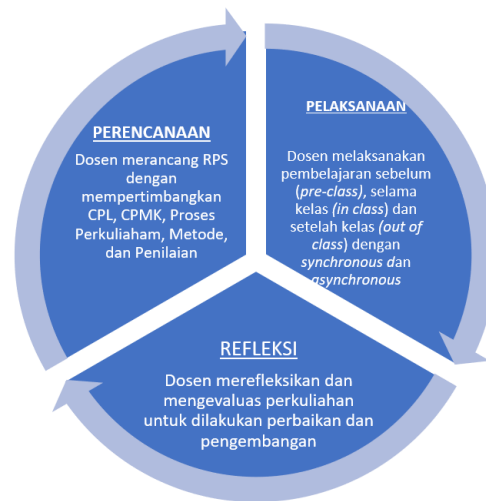 PERENCANAAN
Dosen merancang RPS
dengan
mempertimbangkan
CPL, CPMK, Proses
Perkuliaham, Metode,
dan Penilaian
PELAKSANAAN
Dosen melaksanakan
pembelajaran sebelum
(pre-class), selama
kelas (in class) dan
setelah kelas (out of
class) dengan
synchronous dan
asynchronous
REFLEKSI
Dosen merefleksikan dan
mengevaluas perkuliahan
untuk dilakukan perbaikan dan
pengembangan